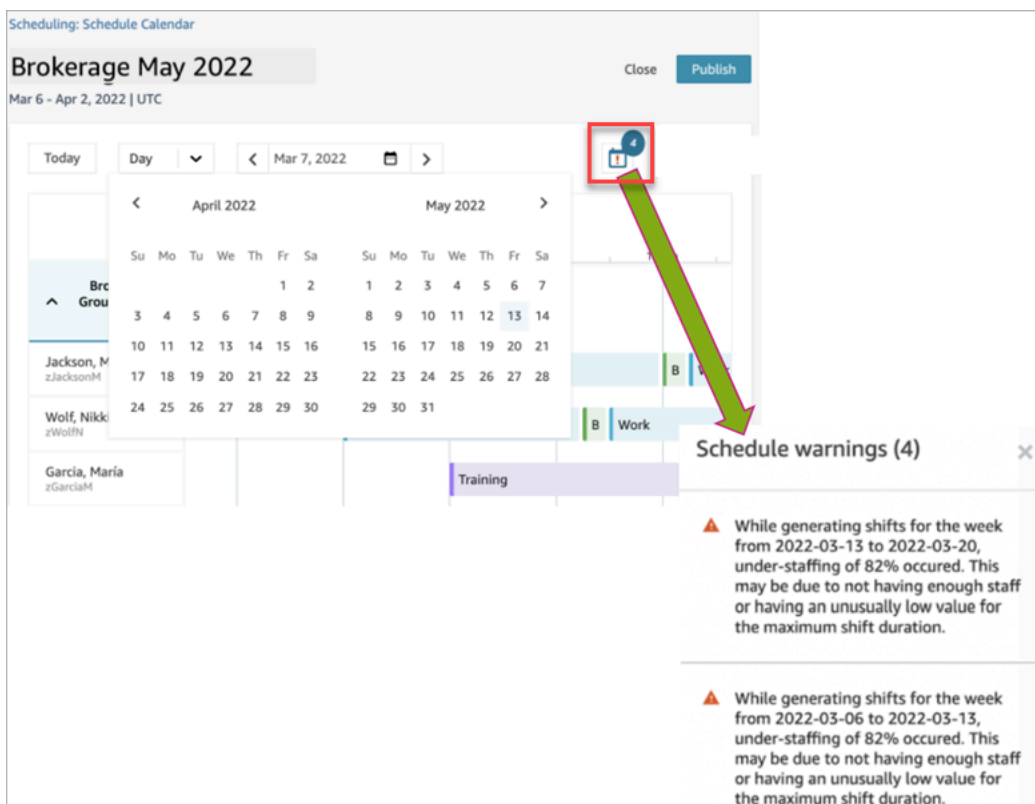 Scheduling: Schedule Calendar
Brokerage May 2022
Close
Publish
Mar 6 - Apr 2, 2022 | UTC
4
Today
Day
Mar 7, 2022
April 2022
May 2022
Su Mo Tu We Th Fr Sa
Su Mo Tu We Th Fr Sa
1 2
1 2 3 4 5 6 7
3 4 5 6 7 8 9
8 9 10 11 12 13 14
10 11 12 13 14 15 16
15 16 17 18 19 20 21
17 18 19 20 21 22 23
22 23 24 25 26 27 28
24 25 26 27 28 29 30
29 30 31
Jackson, M
zJacksonM
B
Wolf, Nikki
zWolfN
B
Work
Garcia, María
zGarciaM
Training
Schedule warnings (4)
While generating shifts for the week
from 2022-03-13 to 2022-03-20,
under-staffing of 82% occured. This
may be due to not having enough staff
or having an unusually low value for
the maximum shift duration.
While generating shifts for the week
from 2022-03-06 to 2022-03-13,
under-staffing of 82% occured. This
may be due to not having enough staff
or having an unusually low value for
the maximum shift duration.